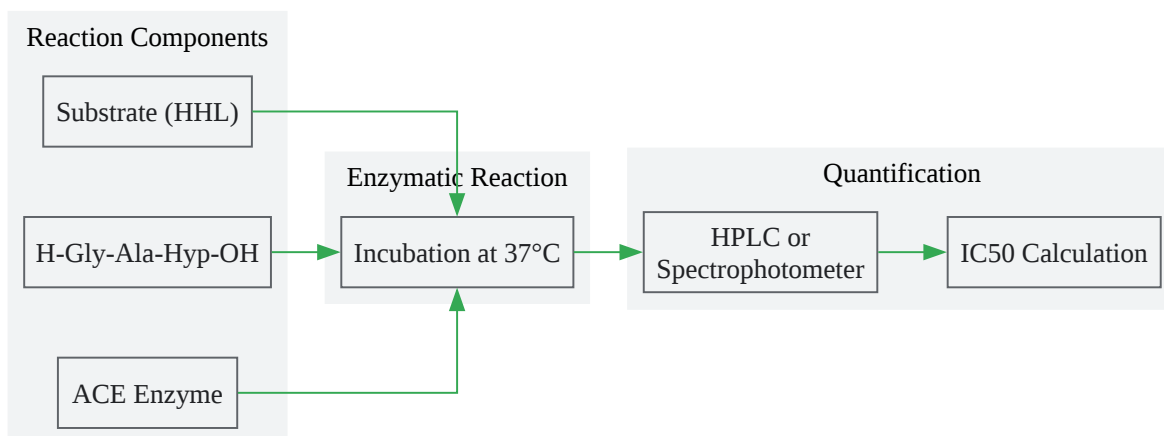 Reaction Components
Substrate (HHL)
H-Gly-Ala-Hyp-OH
ACE Enzyme
Enzymatic Reaction
Incubation at 37°C
Quantification
HPLC or
Spectrophotometer
IC50 Calculation